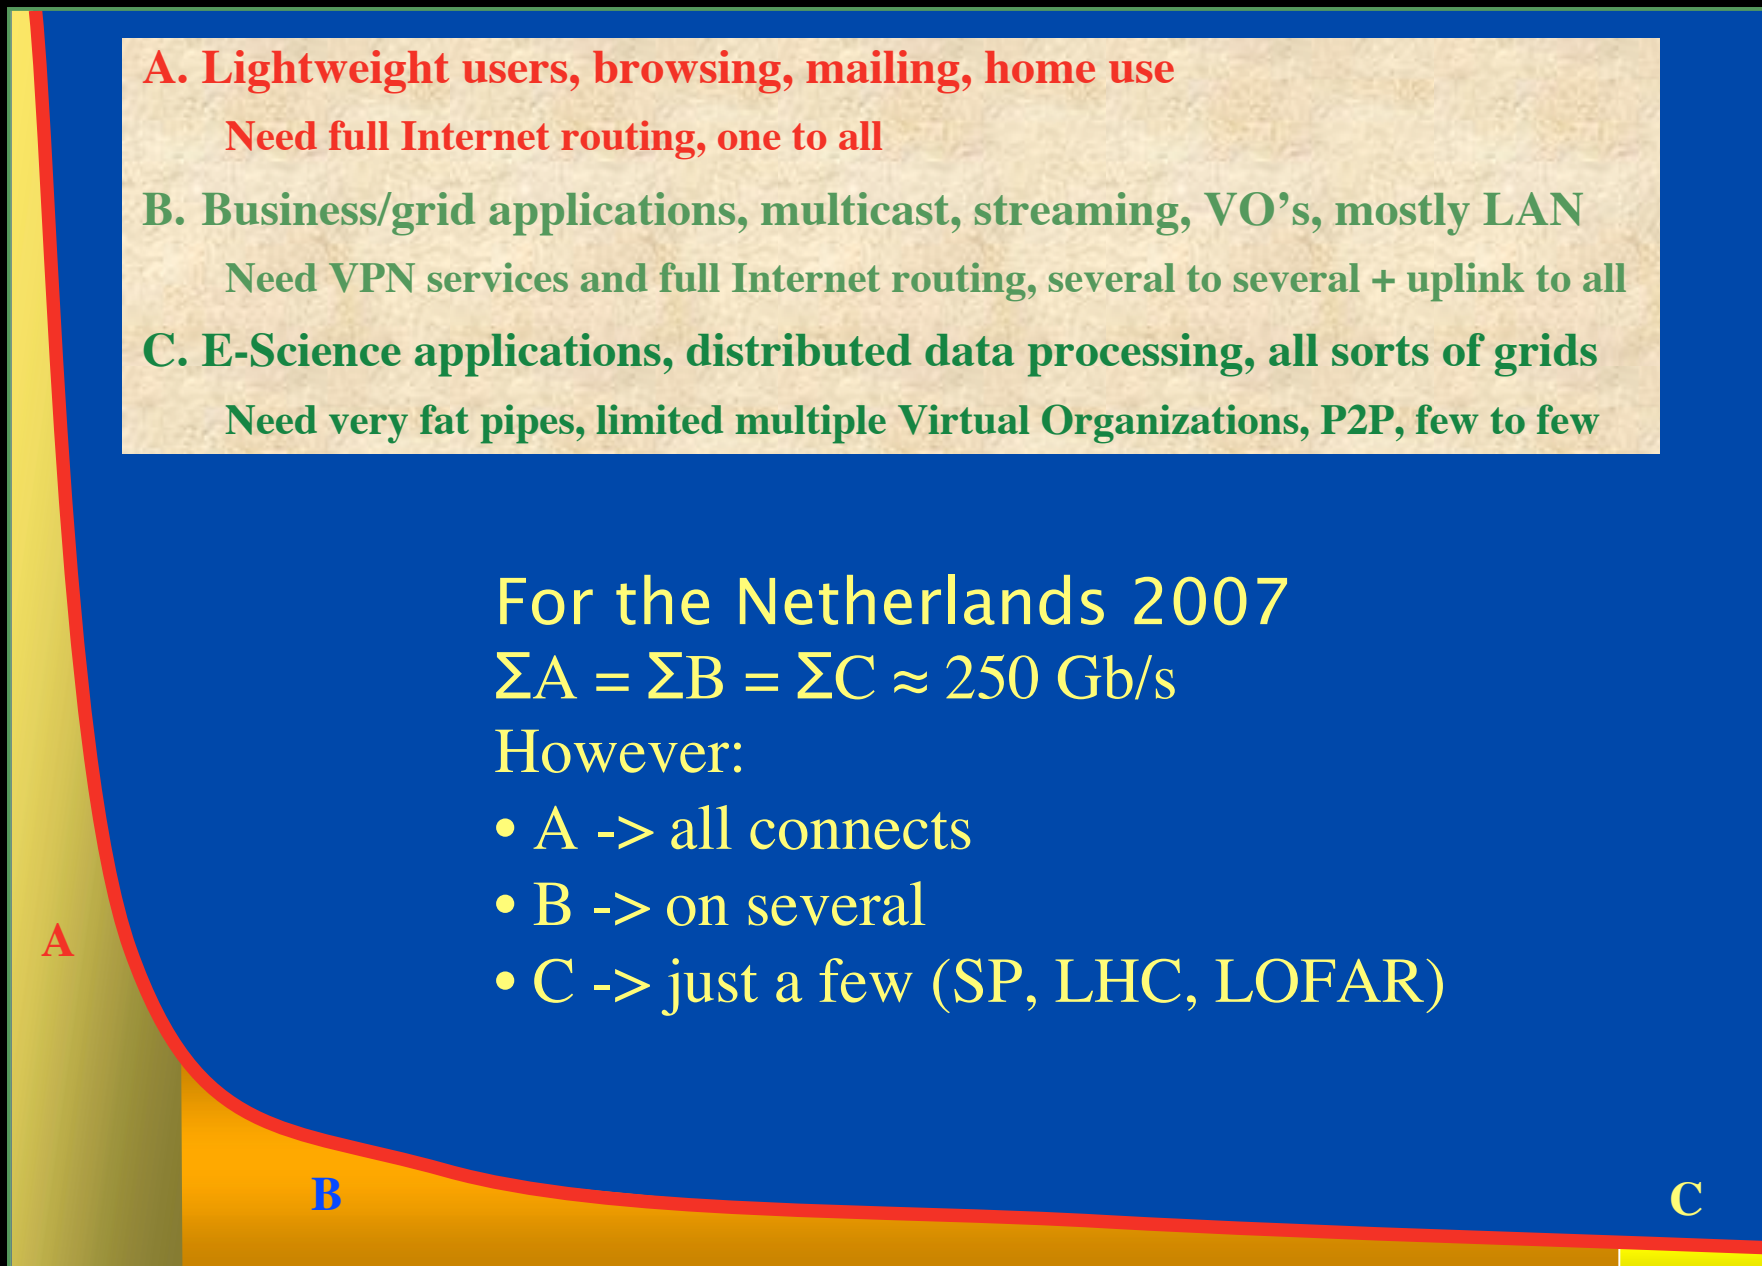 A. Lightweight users, browsing, mailing, home use
Need full Internet routing, one to all
B. Business/grid applications, multicast, streaming, VO’s, mostly LAN
Need VPN services and full Internet routing, several to several + uplink to all
C. E-Science applications, distributed data processing, all sorts of grids
Need very fat pipes, limited multiple Virtual Organizations, P2P, few to few
For the Netherlands 2007
ΣA = ΣB = ΣC ≈ 250 Gb/s
However:
• A -> all connects
• B -> on several
• C -> just a few (SP, LHC, LOFAR)
A
B
C